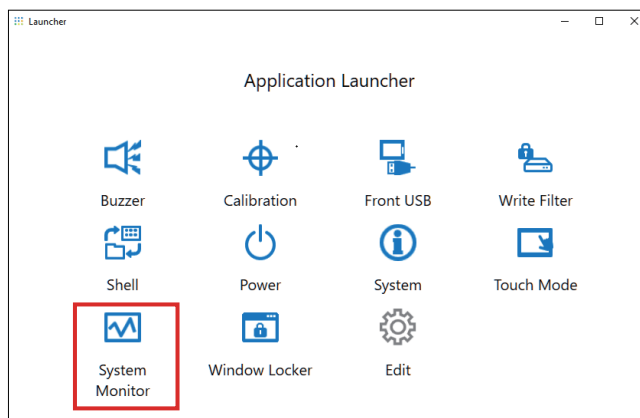 Launcher
Application Launcher
Buzzer
Calibration
Front USB
Write Filter
Shell
Power
System
Touch Mode
System
Monitor
Window Locker
Edit